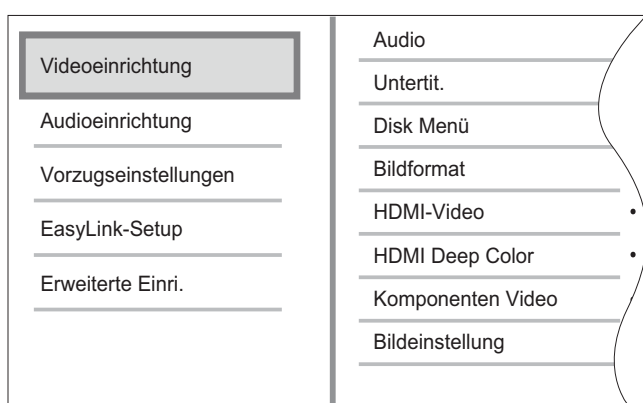 Videoeinrichtung
Audioeinrichtung
Vorzugseinstellungen
EasyLink-Setup
Erweiterte Einri.
Audio
Untertit.
Disk Menü
Bildformat
HDMI-Video
HDMI Deep Color
Komponenten Video
Bildeinstellung